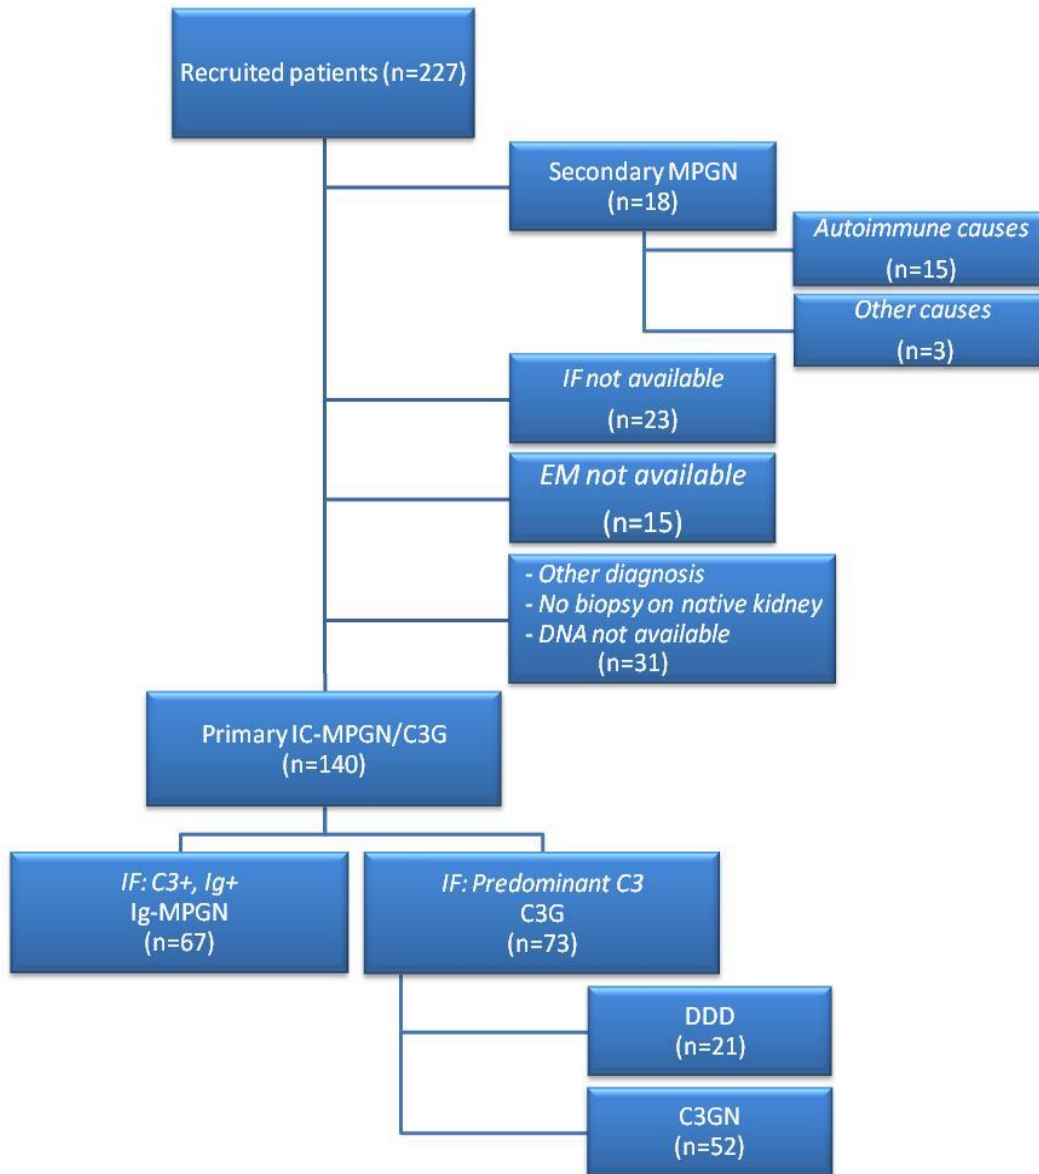 Recruited patients (n=227)
Secondary MPGN
(n=18)
Autoimmune causes
(n=15)
Other causes
(n=3)
IF not available
(n=23)
EM not available
(n=15)
- Other diagnosis
- No biopsy on native kidney
- DNA not available
(n=31)
Primary IC-MPGN/C3G
(n=140)
IF: C3+, Ig+
Ig-MPGN
(n=67)
IF: Predominant C3
C3G
(n=73)
DDD
(n=21)
C3GN
(n=52)